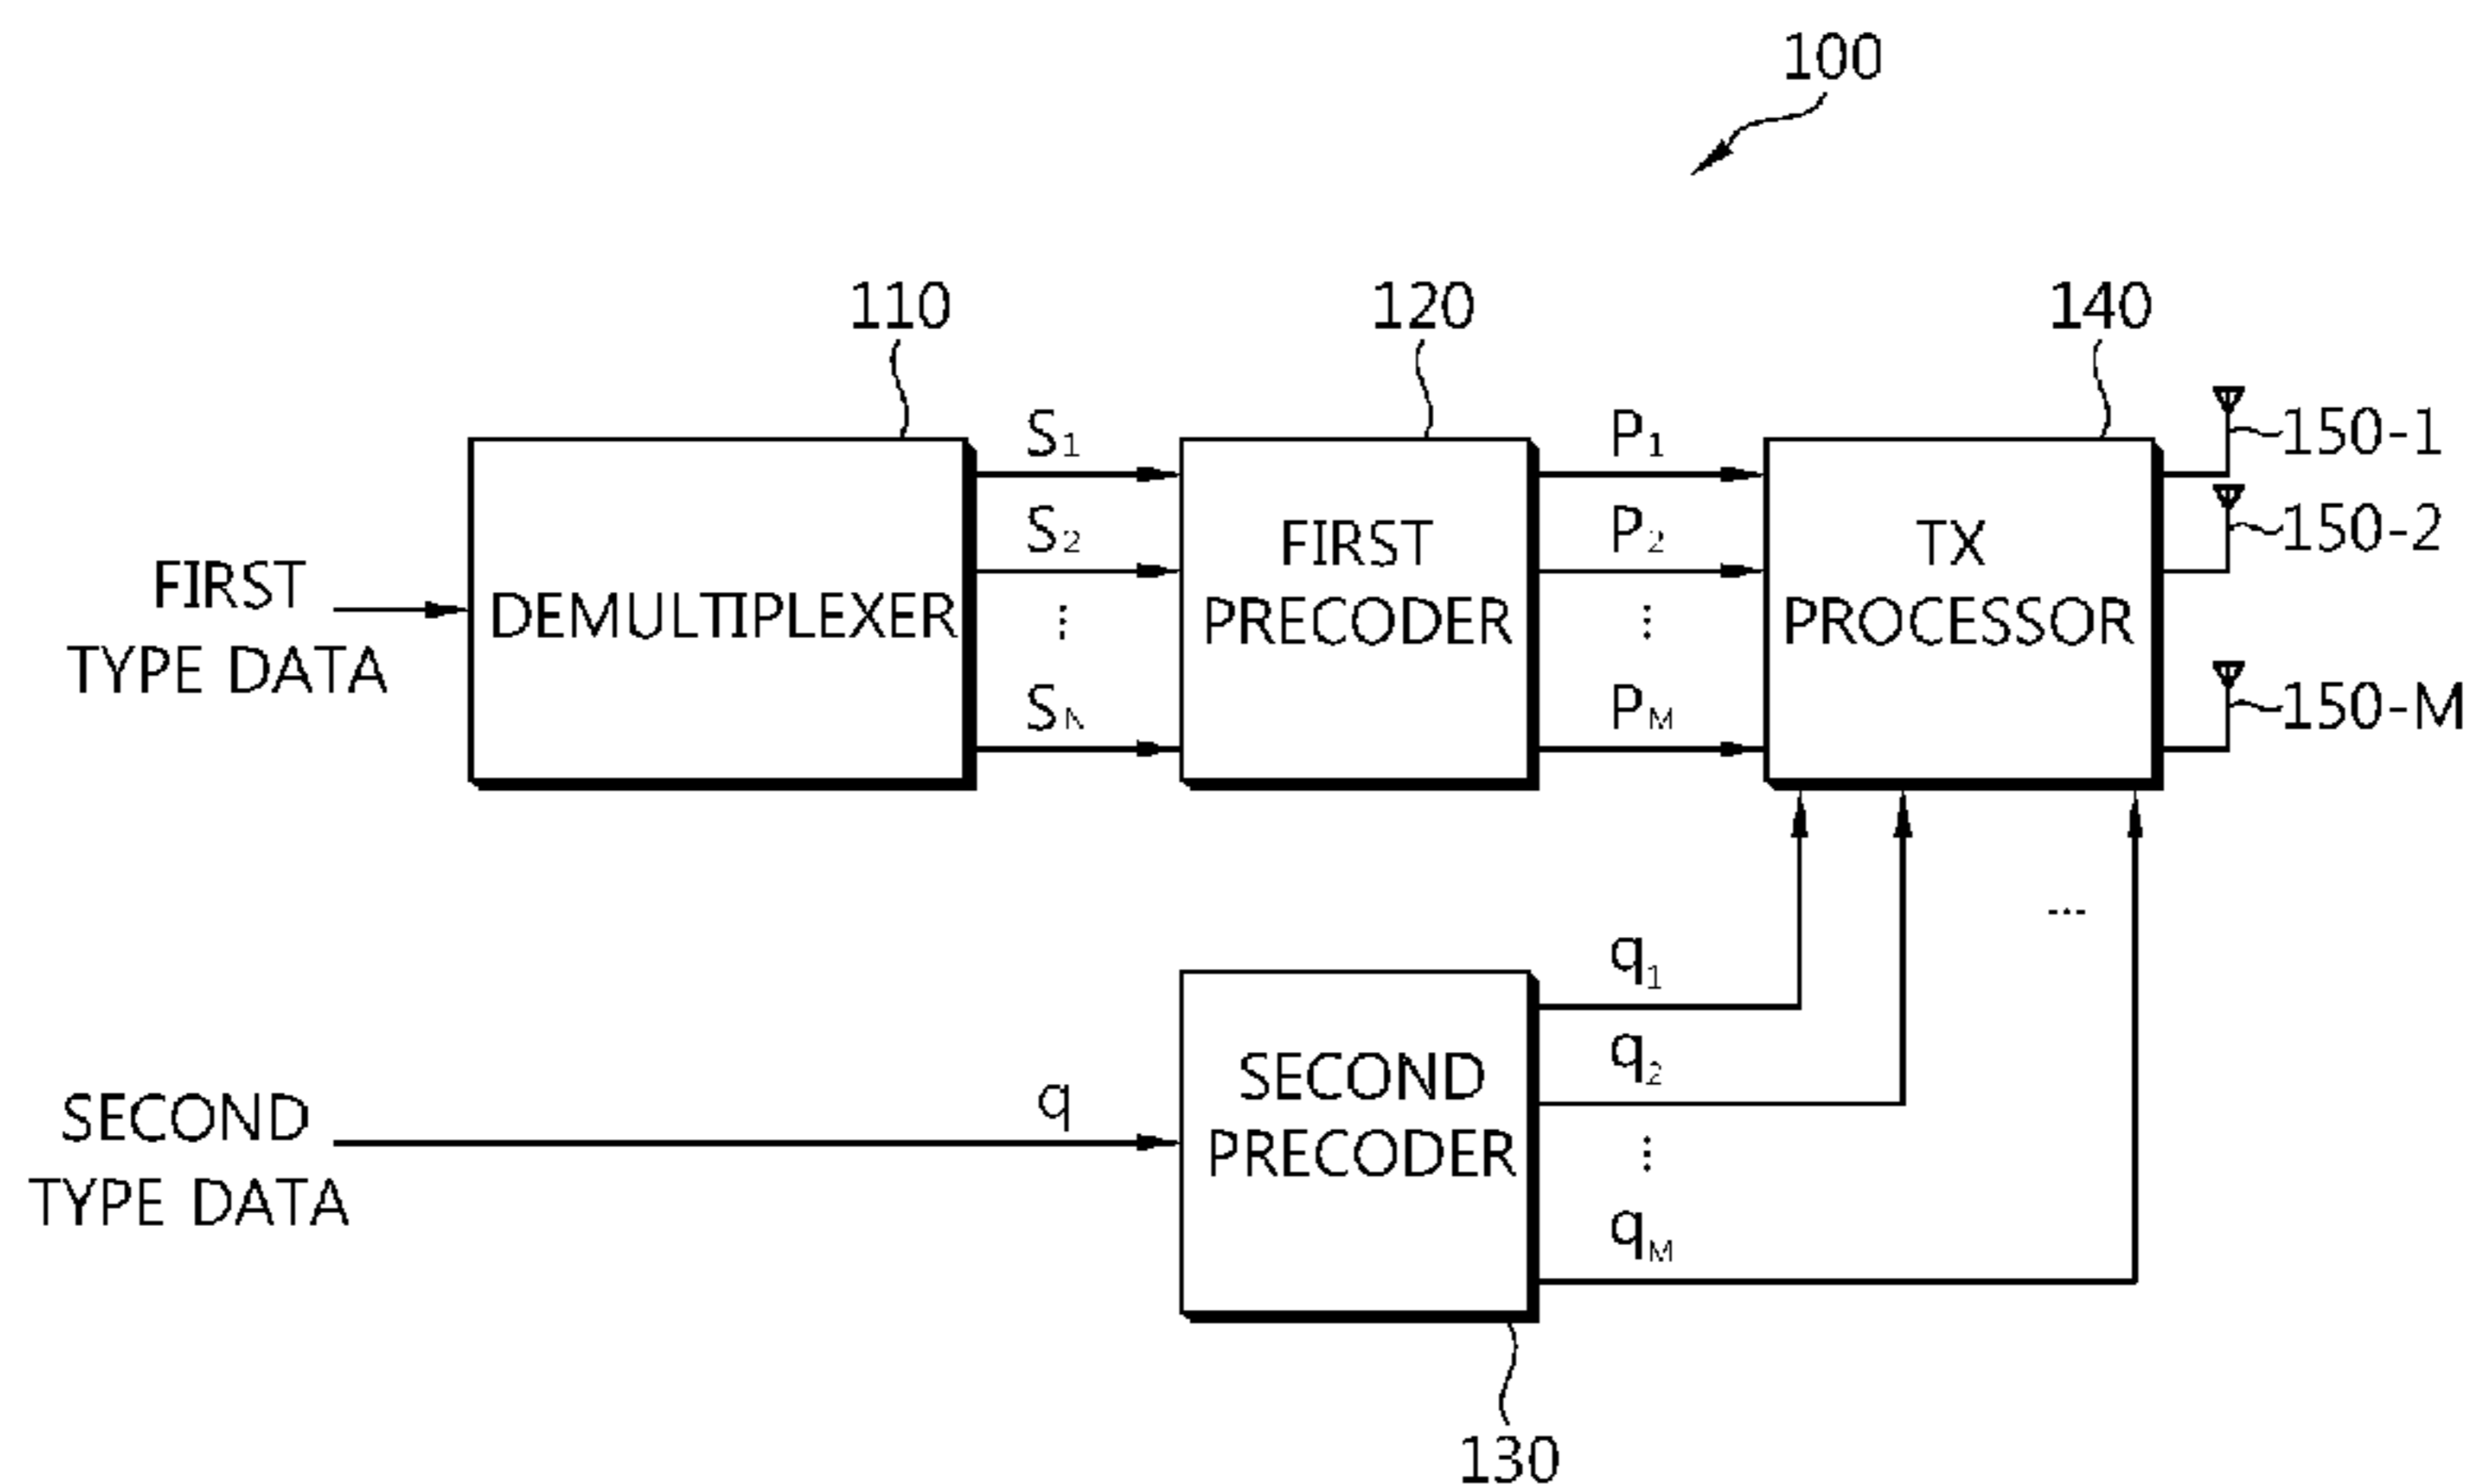 100
110
120
140
S1
P1
150-1
S2
P2
150-2
FIRST
TYPE DATA
DEMULTIPLEXER
⋮
FIRST
PRECODER
⋮
TX
PROCESSOR
SN
PM
150-M
...
q1
SECOND
TYPE DATA
q
SECOND
PRECODER
q2
⋮
qM
130